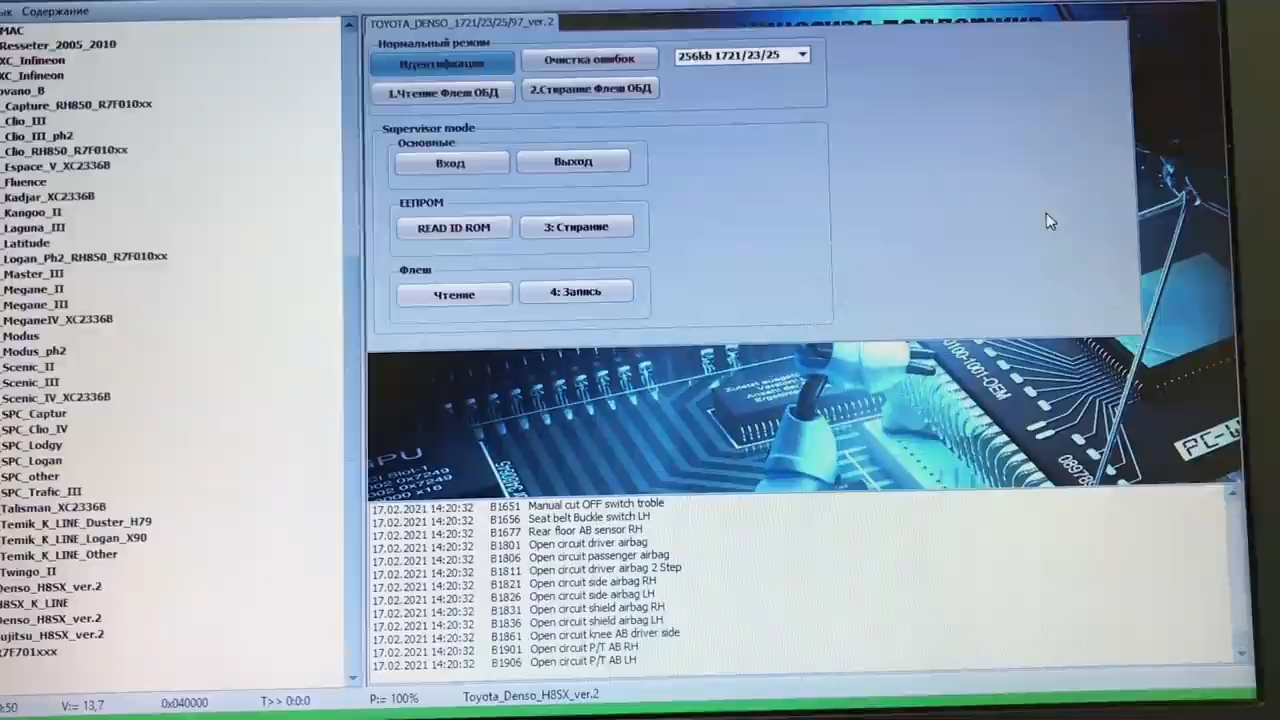 ык Содержание
MAC
Resseter_2005_2010
XC_Infineon
XC_Infineon
ovano_B
_Capture_RH850_R7F010xx
_Clio_III
_Clio_III_ph2
_Clio_RH850_R7F010xx
_Espace_V_XC2336B
_Fluence
_Kadjar_XC2336B
_Kangoo_II
_Laguna_III
_Latitude
_Logan_Ph2_RH850_R7F010xx
_Master_III
_Megane_II
_Megane_III
_MeganeIV_XC2336B
_Modus
_Modus_ph2
_Scenic_II
_Scenic_III
_Scenic_IV_XC2336B
_SPC_Captur
_SPC_Clio_IV
_SPC_Lodgy
_SPC_Logan
_SPC_other
_SPC_Trafic_III
_Talisman_XC2336B
_Temik_K_LINE_Duster_H79
_Temik_K_LINE_Logan_X90
_Temik_K_LINE_Other
_Twingo_II
Denso_H8SX_ver.2
H8SX_K_LINE
Denso_H8SX_ver.2
ujitsu_H8SX_ver.2
R7F701xxx
TOYOTA_DENSO_1721/23/25/97_ver.2
Нормальный режим
Идентификация
Очистка ошибок
256kb 1721/23/25
1.Чтение Флеш ОБД
2.Стирание Флеш ОБД
Supervisor mode
Основные
Вход
Выход
ЕЕПРОМ
READ ID ROM
3: Стирание
Флеш
Чтение
4: Запись
0100-1001-OEM
PC-
17.02.2021 14:20:32 B1651 Manual cut OFF switch troble
17.02.2021 14:20:32 B1656 Seat belt Buckle switch LH
17.02.2021 14:20:32 B1677 Rear floor AB sensor RH
17.02.2021 14:20:32 B1801 Open circuit driver airbag
17.02.2021 14:20:32 B1806 Open circuit passenger airbag
17.02.2021 14:20:32 B1811 Open circuit driver airbag 2 Step
17.02.2021 14:20:32 B1821 Open circuit side airbag RH
17.02.2021 14:20:32 B1826 Open circuit side airbag LH
17.02.2021 14:20:32 B1831 Open circuit shield airbag RH
17.02.2021 14:20:32 B1836 Open circuit shield airbag LH
17.02.2021 14:20:32 B1861 Open circuit knee AB driver side
17.02.2021 14:20:32 B1901 Open circuit P/T AB RH
17.02.2021 14:20:32 B1906 Open circuit P/T AB LH
:50 V:= 13,7 0x040000 T>> 0:0:0 P:= 100% Toyota_Denso_H8SX_ver.2